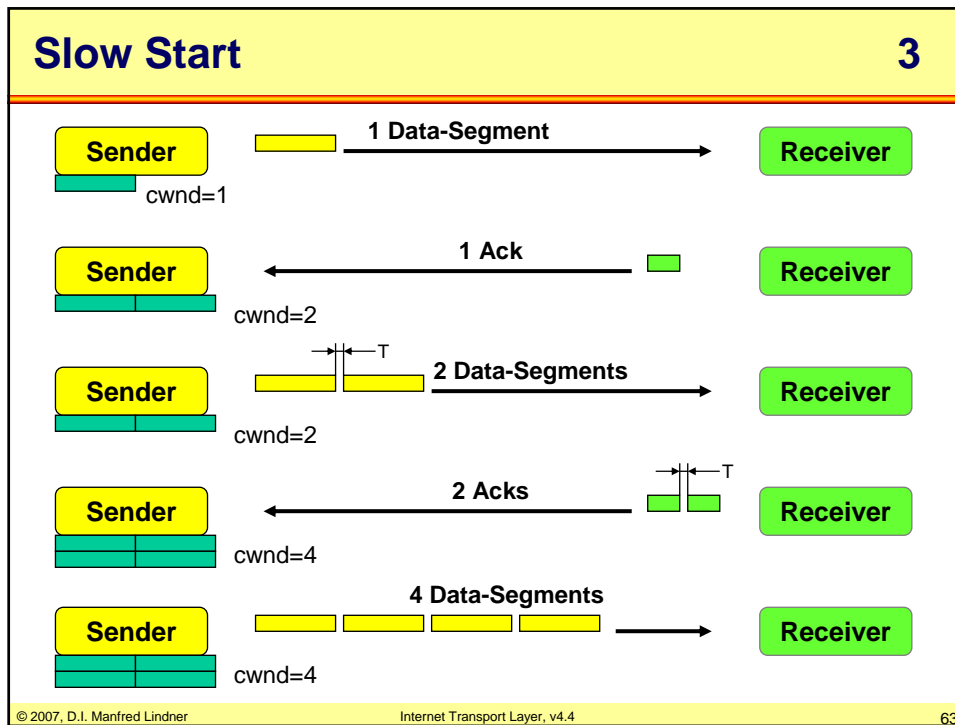 Slow Start 3
Sender 1 Data-Segment Receiver
cwnd=1
Sender 1 Ack Receiver
cwnd=2
T
Sender 2 Data-Segments Receiver
cwnd=2
T
Sender 2 Acks Receiver
cwnd=4
4 Data-Segments
Sender Receiver
cwnd=4
© 2007, D.I. Manfred Lindner Internet Transport Layer, v4.4 63